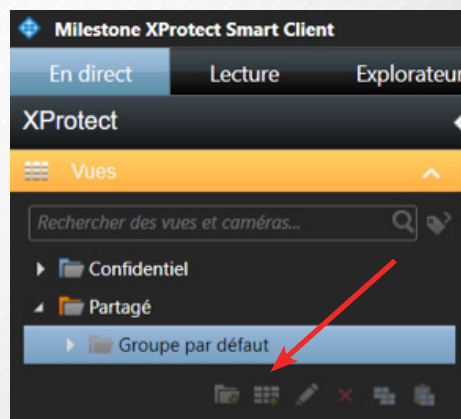 Milestone XProtect Smart Client
En direct Lecture Explorateur
XProtect
Vues
Rechercher des vues et caméras...
Confidentiel
Partagé
Groupe par défaut